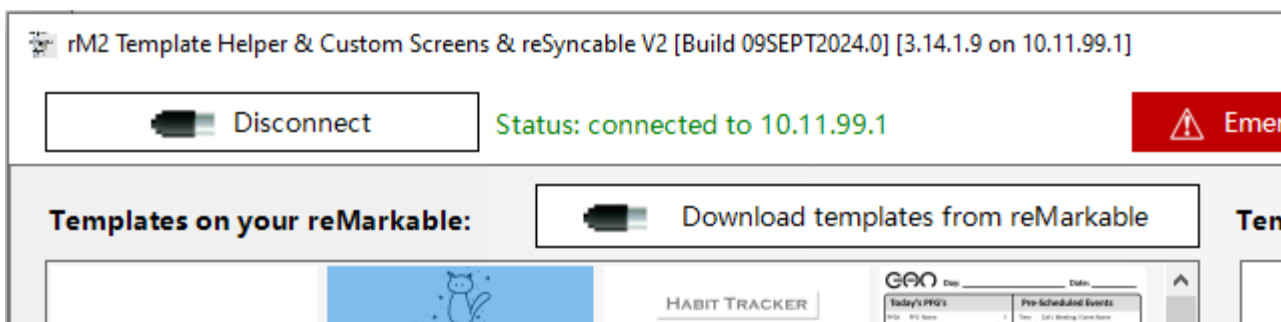 rM2 Template Helper & Custom Screens & reSyncable V2 [Build 09SEPT2024.0] [3.14.1.9 on 10.11.99.1]
Disconnect
Status: connected to 10.11.99.1
Emer
Templates on your reMarkable:
Download templates from reMarkable
Tem
HABIT TRACKER
Day:
Date:
Today's PFG's
Pre-Scheduled Events